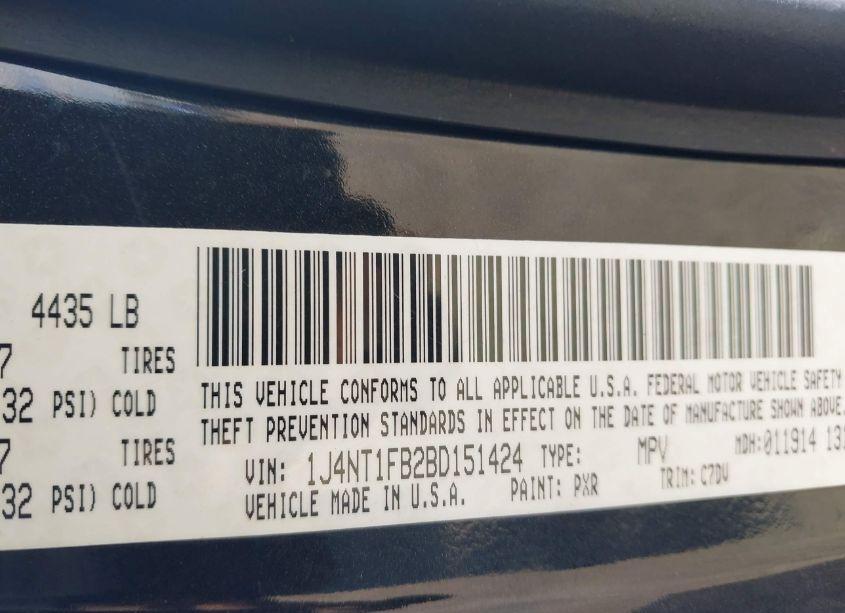 4435 LB
7 TIRES
32 PSI) COLD
7 TIRES
32 PSI) COLD
THIS VEHICLE CONFORMS TO ALL APPLICABLE U.S.A. FEDERAL MOTOR VEHICLE SAFETY
THEFT PREVENTION STANDARDS IN EFFECT ON THE DATE OF MANUFACTURE SHOWN ABOVE.
VIN: 1J4NT1FB2BD151424 TYPE: MPV MDH:011914 131
VEHICLE MADE IN U.S.A. PAINT: PXR TRIM: C7DV